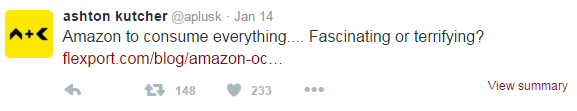 ashton kutcher @aplusk · Jan 14
Amazon to consume everything.... Fascinating or terrifying?
flexport.com/blog/amazon-oc…
148 233 View summary